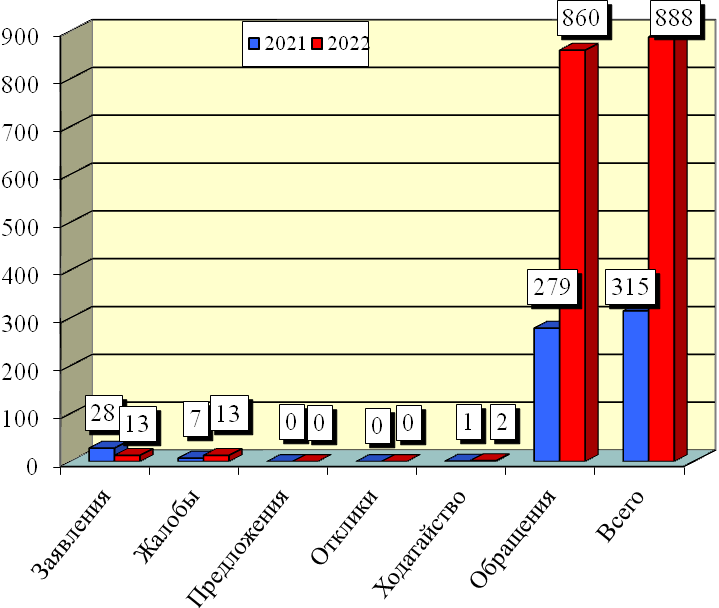 2021 2022
900
800
700
600
500
400
300
200
100
0
28 13 7 13 0 0 0 0 1 2 279 860 315 888
Заявления
Жалобы
Предложения
Отклики
Ходатайство
Обращения
Всего